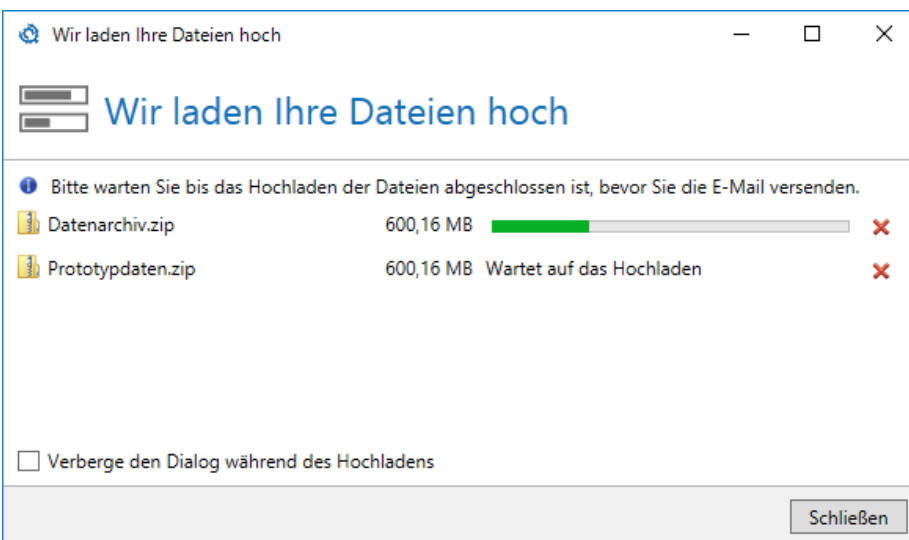 Wir laden Ihre Dateien hoch
Wir laden Ihre Dateien hoch
Bitte warten Sie bis das Hochladen der Dateien abgeschlossen ist, bevor Sie die E-Mail versenden.
Datenarchiv.zip 600,16 MB
Prototypdaten.zip 600,16 MB Wartet auf das Hochladen
Verberge den Dialog während des Hochladens
Schließen